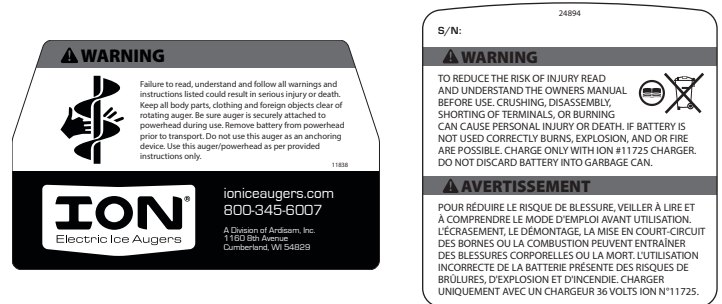 WARNING
Failure to read, understand and follow all warnings and
instructions listed could result in serious injury or death.
Keep all body parts, clothing and foreign objects clear of
rotating auger. Be sure auger is securely attached to
powerhead during use. Remove battery from powerhead
prior to transport. Do not use this auger as an anchoring
device. Use this auger/powerhead as per provided
instructions only.
11838
ION®
Electric Ice Augers
ioniceaugers.com
800-345-6007
A Division of Ardisam, Inc.
1160 8th Avenue
Cumberland, WI 54829
24894
S/N:
WARNING
TO REDUCE THE RISK OF INJURY READ
AND UNDERSTAND THE OWNERS MANUAL
BEFORE USE. CRUSHING, DISASSEMBLY,
SHORTING OF TERMINALS, OR BURNING
CAN CAUSE PERSONAL INJURY OR DEATH. IF BATTERY IS
NOT USED CORRECTLY BURNS, EXPLOSION, AND OR FIRE
ARE POSSIBLE. CHARGE ONLY WITH ION #11725 CHARGER.
DO NOT DISCARD BATTERY INTO GARBAGE CAN.
AVERTISSEMENT
POUR RÉDUIRE LE RISQUE DE BLESSURE, VEILLER À LIRE ET
À COMPRENDRE LE MODE D'EMPLOI AVANT UTILISATION.
L'ÉCRASEMENT, LE DÉMONTAGE, LA MISE EN COURT-CIRCUIT
DES BORNES OU LA COMBUSTION PEUVENT ENTRAÎNER
DES BLESSURES CORPORELLES OU LA MORT. L'UTILISATION
INCORRECTE DE LA BATTERIE PRÉSENTE DES RISQUES DE
BRÛLURES, D'EXPLOSION ET D'INCENDIE. CHARGER
UNIQUEMENT AVEC UN CHARGEUR 36 VOLTS ION N°11725.